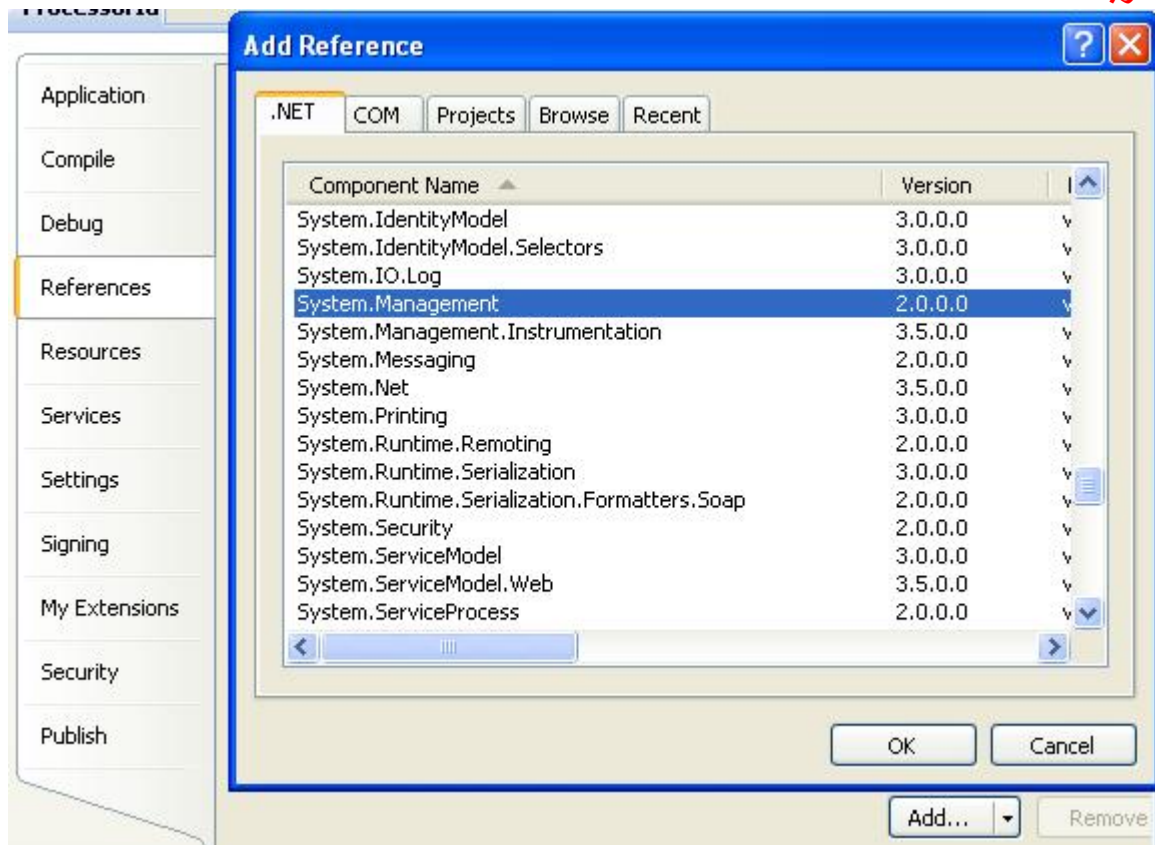 ProcessorId
Add Reference
Application
Compile
Debug
References
Resources
Services
Settings
Signing
My Extensions
Security
Publish
.NET COM Projects Browse Recent
Component Name Version
System.IdentityModel 3.0.0.0 v
System.IdentityModel.Selectors 3.0.0.0 v
System.IO.Log 3.0.0.0 v
System.Management 2.0.0.0 v
System.Management.Instrumentation 3.5.0.0 v
System.Messaging 2.0.0.0 v
System.Net 3.5.0.0 v
System.Printing 3.0.0.0 v
System.Runtime.Remoting 2.0.0.0 v
System.Runtime.Serialization 3.0.0.0 v
System.Runtime.Serialization.Formatters.Soap 2.0.0.0 v
System.Security 2.0.0.0 v
System.ServiceModel 3.0.0.0 v
System.ServiceModel.Web 3.5.0.0 v
System.ServiceProcess 2.0.0.0 v
OK Cancel
Add... Remove